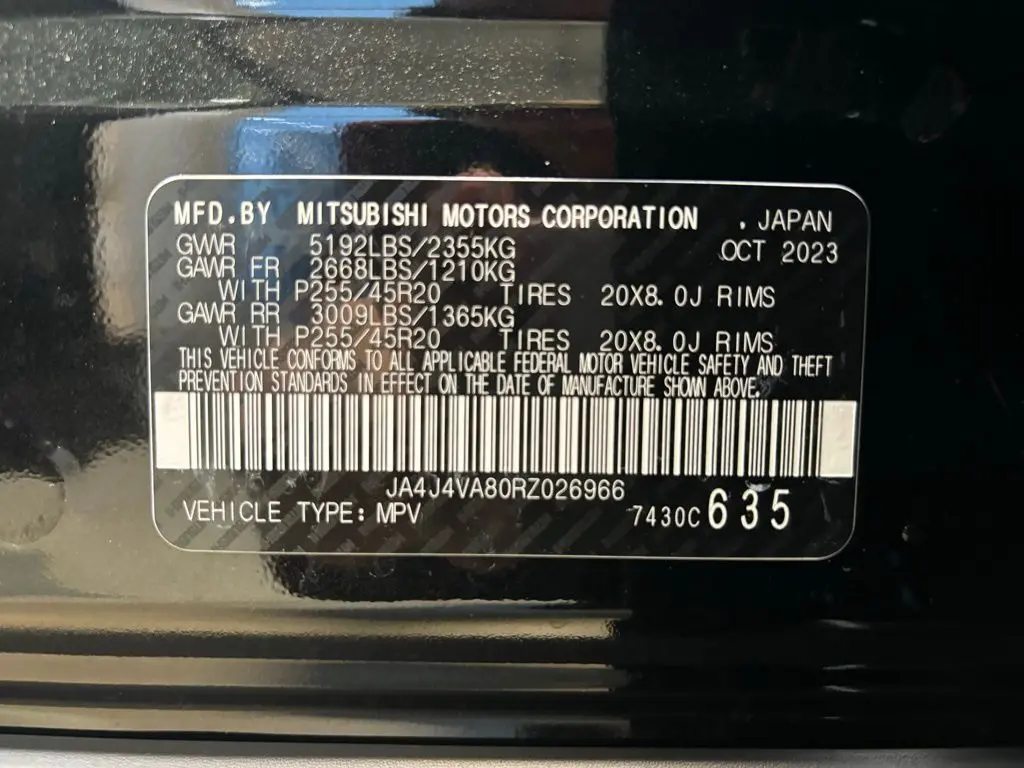 MFD.BY MITSUBISHI MOTORS CORPORATION . JAPAN
GVWR 5192LBS/2355KG OCT 2023
GAWR FR 2668LBS/1210KG
WITH P255/45R20 TIRES 20X8.0J RIMS
GAWR RR 3009LBS/1365KG
WITH P255/45R20 TIRES 20X8.0J RIMS
THIS VEHICLE CONFORMS TO ALL APPLICABLE FEDERAL MOTOR VEHICLE SAFETY AND THEFT
PREVENTION STANDARDS IN EFFECT ON THE DATE OF MANUFACTURE SHOWN ABOVE.
JA4J4VA80RZ026966
VEHICLE TYPE: MPV 7430C 635